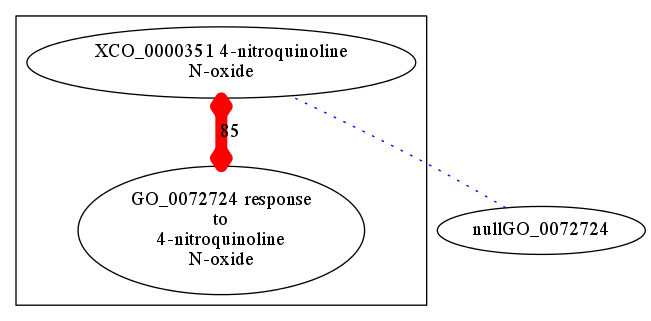 XCO_0000351 4-nitroquinoline
N-oxide
85
GO_0072724 response
to
4-nitroquinoline
N-oxide
nullGO_0072724